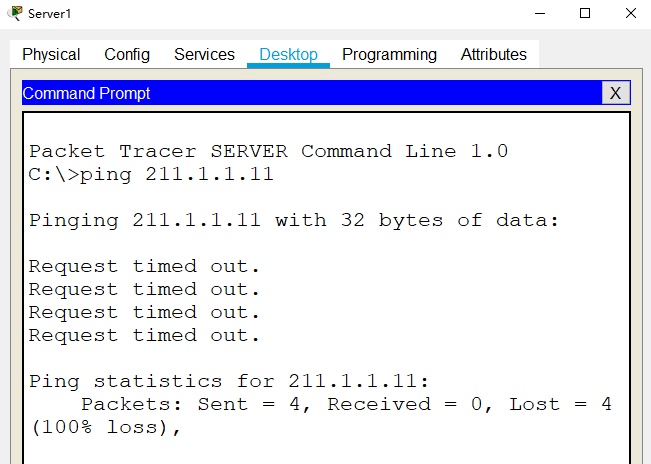 Server1
Physical Config Services Desktop Programming Attributes
Command Prompt X
Packet Tracer SERVER Command Line 1.0
C:\>ping 211.1.1.11
Pinging 211.1.1.11 with 32 bytes of data:
Request timed out.
Request timed out.
Request timed out.
Request timed out.
Ping statistics for 211.1.1.11:
Packets: Sent = 4, Received = 0, Lost = 4
(100% loss),